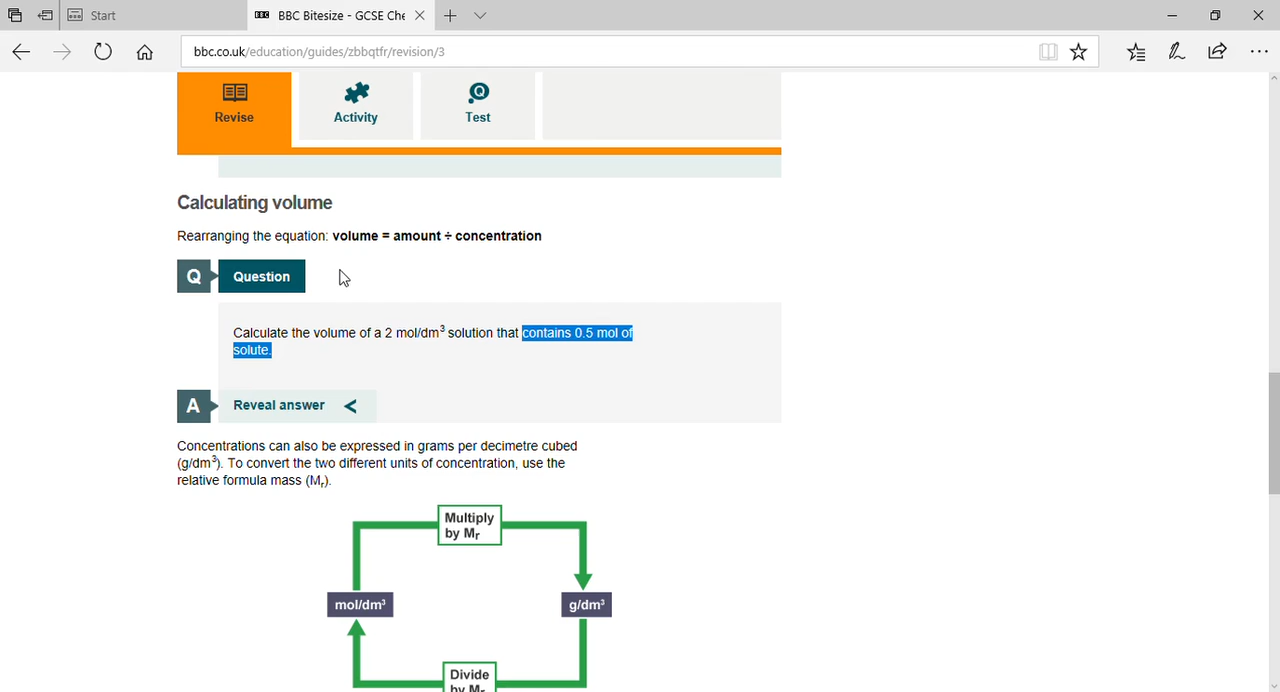 Start
BBC BBC Bitesize - GCSE Che
bbc.co.uk/education/guides/zbbqtfr/revision/3
Revise
Activity
Q
Test
Calculating volume
Rearranging the equation: volume = amount ÷ concentration
Q Question
Calculate the volume of a 2 mol/dm³ solution that contains 0.5 mol of
solute.
A Reveal answer
Concentrations can also be expressed in grams per decimetre cubed
(g/dm³). To convert the two different units of concentration, use the
relative formula mass (Mᵣ).
Multiply
by Mᵣ
mol/dm³
g/dm³
Divide
by Mᵣ